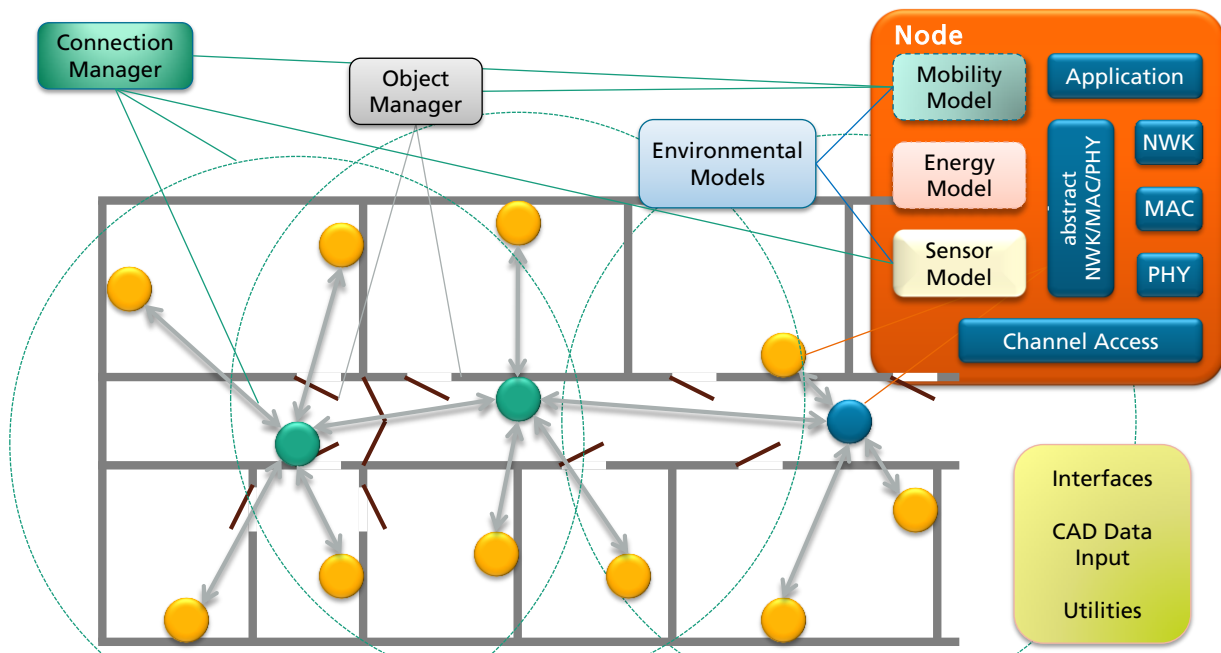 Connection
Manager
Object
Manager
Environmental
Models
Node
Mobility
Model
Energy
Model
Sensor
Model
Application
abstract
NWK/MAC/PHY
NWK
MAC
PHY
Channel Access
Interfaces
CAD Data
Input
Utilities